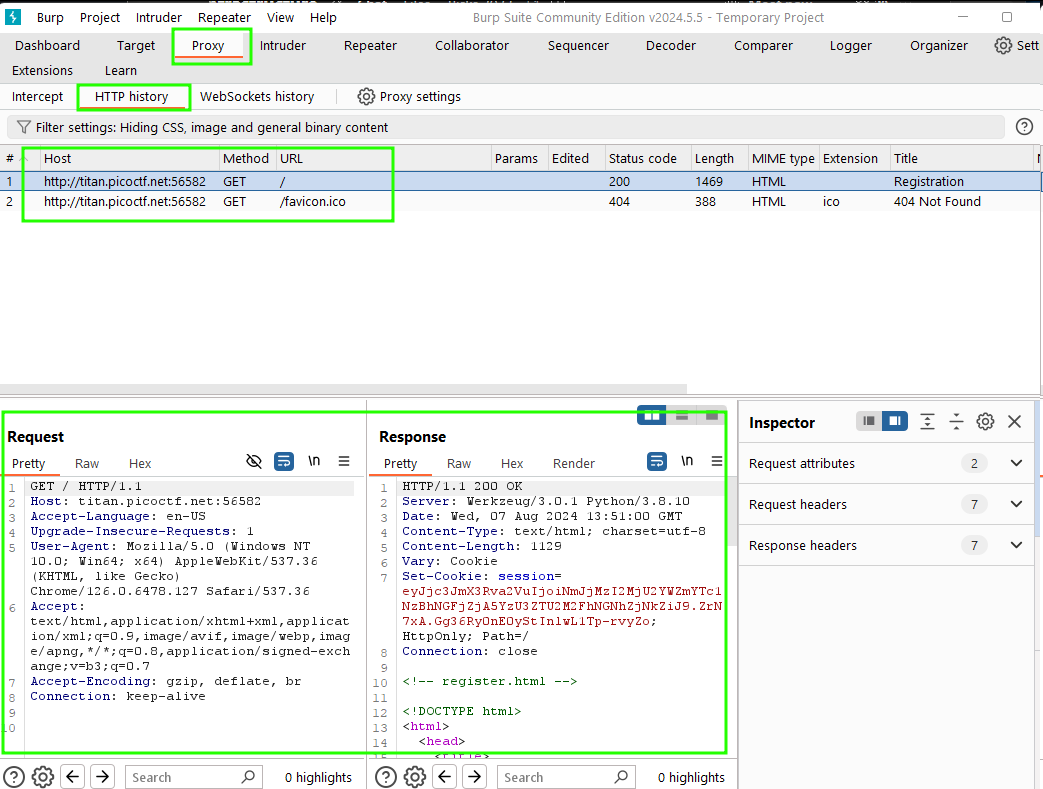 Burp Project Intruder Repeater View Help Burp Suite Community Edition v2024.5.5 - Temporary Project
Dashboard Target Proxy Intruder Repeater Collaborator Sequencer Decoder Comparer Logger Organizer Sett
Extensions Learn
Intercept HTTP history WebSockets history Proxy settings
Filter settings: Hiding CSS, image and general binary content
# Host Method URL Params Edited Status code Length MIME type Extension Title
1 http://titan.picoctf.net:56582 GET / 200 1469 HTML Registration
2 http://titan.picoctf.net:56582 GET /favicon.ico 404 388 HTML ico 404 Not Found
Request
Pretty Raw Hex \n
1 GET / HTTP/1.1
2 Host: titan.picoctf.net:56582
3 Accept-Language: en-US
4 Upgrade-Insecure-Requests: 1
5 User-Agent: Mozilla/5.0 (Windows NT
10.0; Win64; x64) AppleWebKit/537.36
(KHTML, like Gecko)
Chrome/126.0.6478.127 Safari/537.36
6 Accept:
text/html,application/xhtml+xml,applicat
ion/xml;q=0.9,image/avif,image/webp,imag
e/apng,*/*;q=0.8,application/signed-exch
ange;v=b3;q=0.7
7 Accept-Encoding: gzip, deflate, br
8 Connection: keep-alive
9
10
Search 0 highlights
Response
Pretty Raw Hex Render \n
1 HTTP/1.1 200 OK
2 Server: Werkzeug/3.0.1 Python/3.8.10
3 Date: Wed, 07 Aug 2024 13:51:00 GMT
4 Content-Type: text/html; charset=utf-8
5 Content-Length: 1129
6 Vary: Cookie
7 Set-Cookie: session=
HttpOnly; Path=/
8 Connection: close
9
10 <!-- register.html -->
11
12 <!DOCTYPE html>
13 <html>
14 <head>
15 <title>
Search 0 highlights
Inspector
Request attributes 2
Request headers 7
Response headers 7